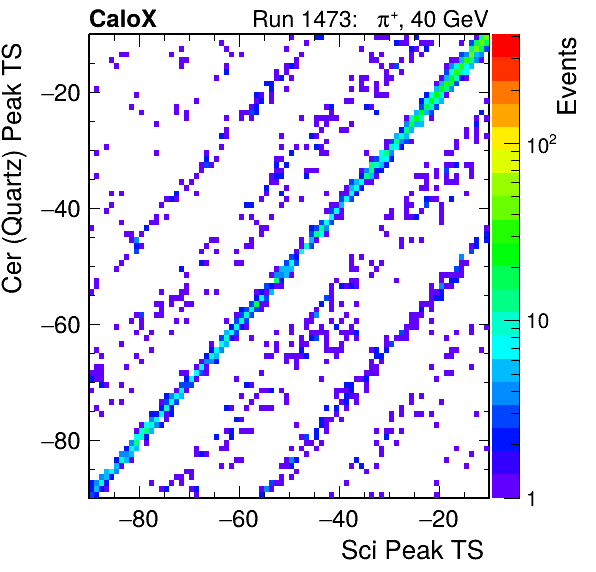 CaloX Run 1473: π⁺, 40 GeV
Cer (Quartz) Peak TS
−20
−40
−60
−80
−80 −60 −40 −20
Sci Peak TS
Events
10²
10
1